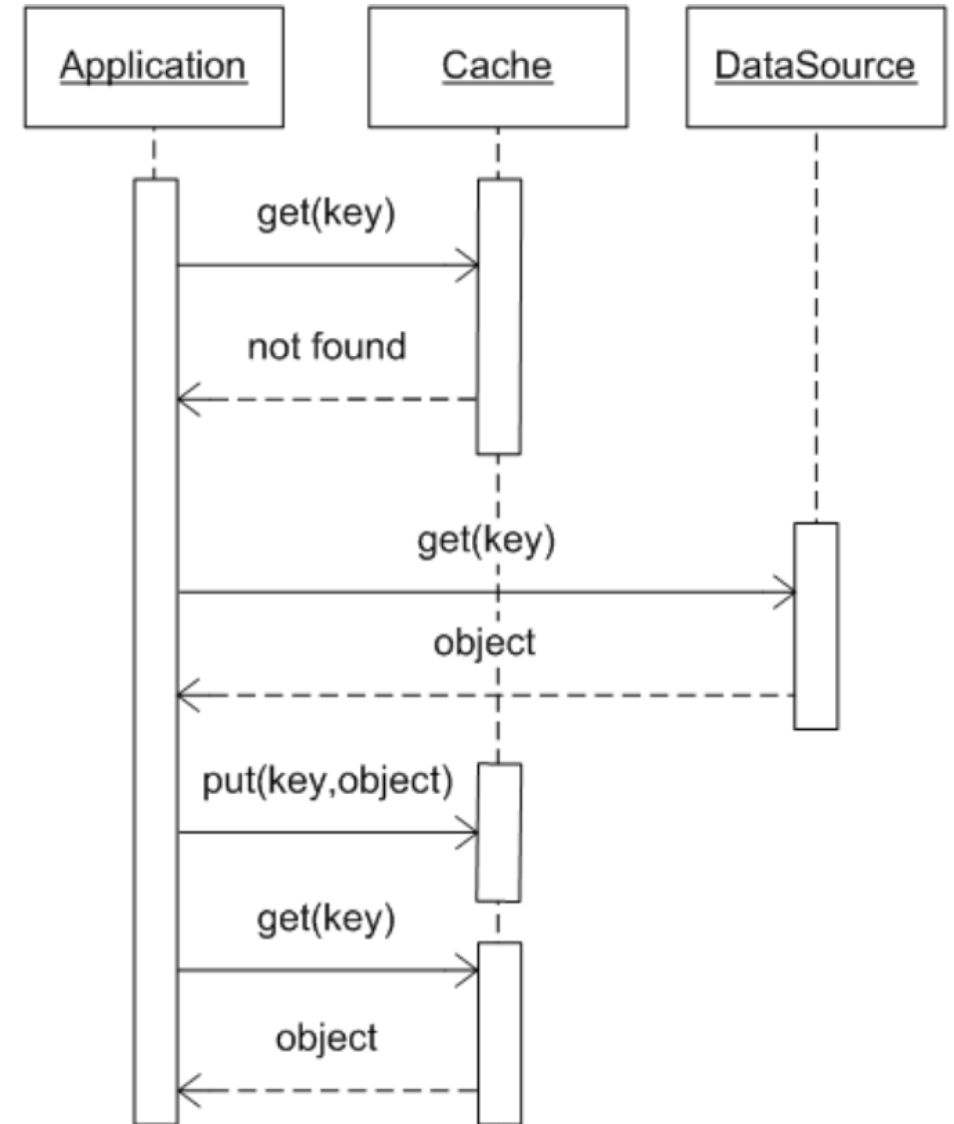 Application
Cache
DataSource
get(key)
not found
get(key)
object
put(key,object)
get(key)
object